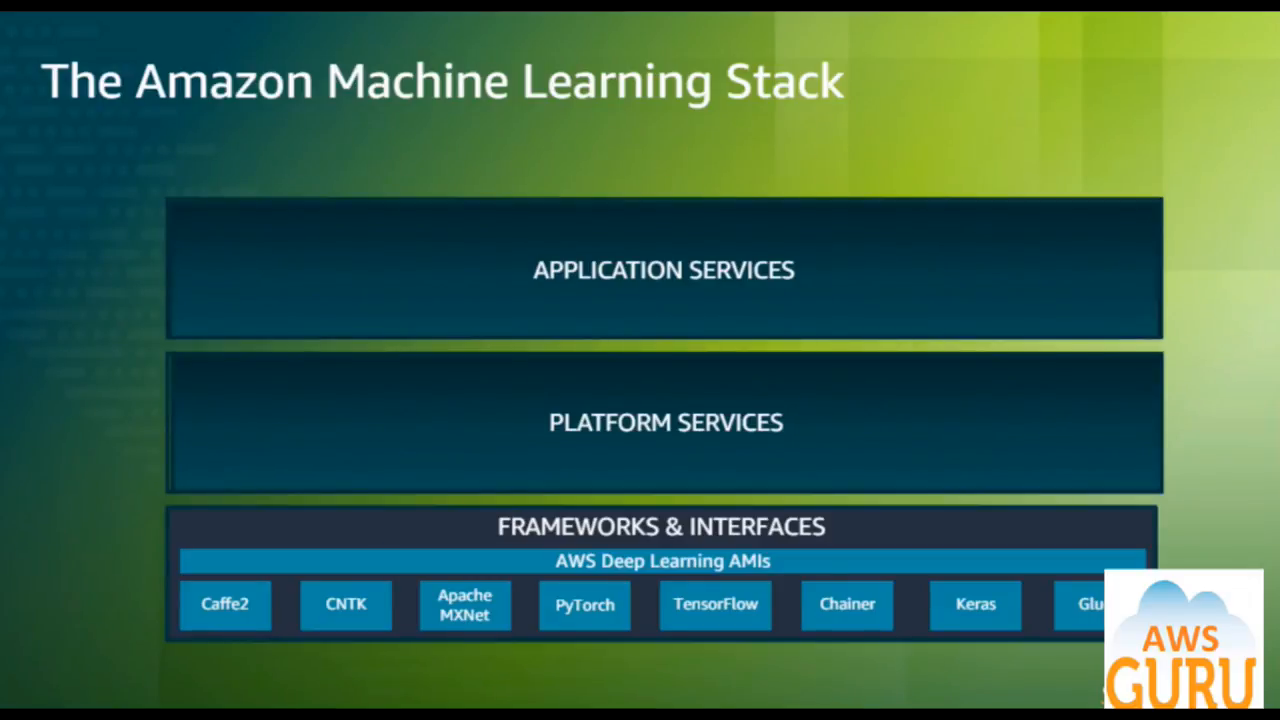 The Amazon Machine Learning Stack
APPLICATION SERVICES
PLATFORM SERVICES
FRAMEWORKS & INTERFACES
AWS Deep Learning AMIs
Caffe2
CNTK
Apache
MXNet
PyTorch
TensorFlow
Chainer
Keras
AWS
GURU